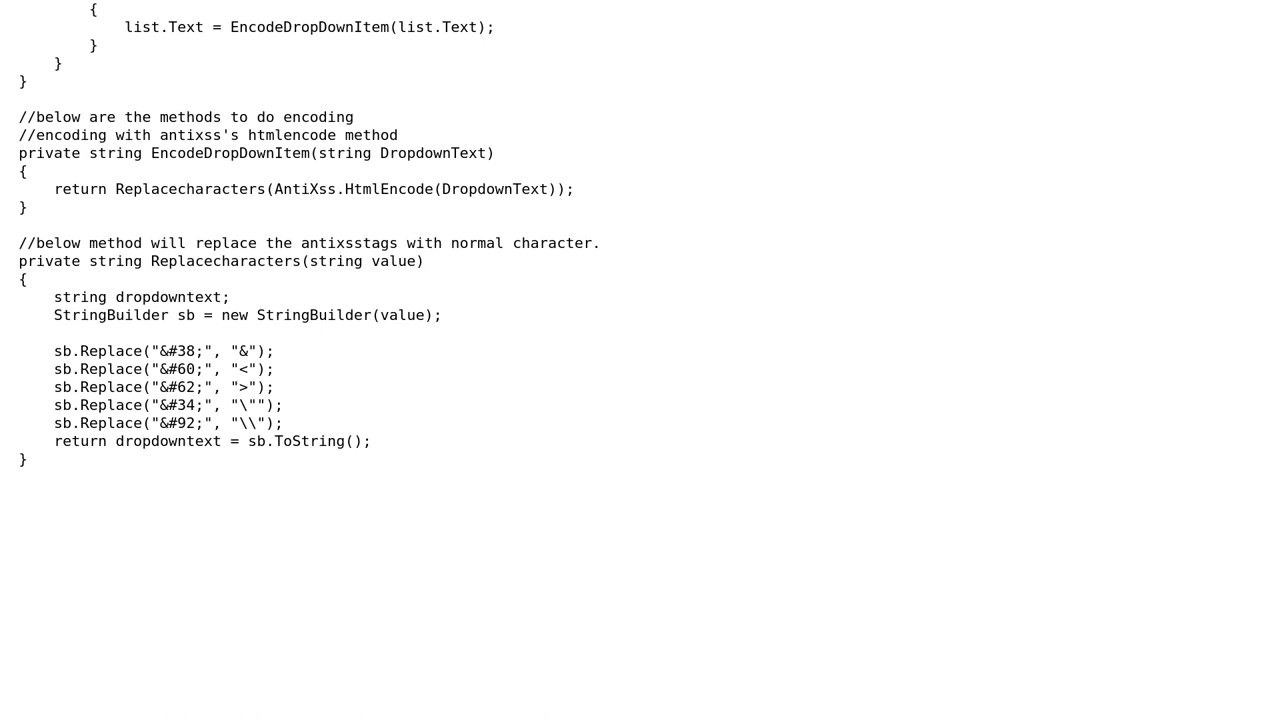 {
            list.Text = EncodeDropDownItem(list.Text);
        }
    }
}

//below are the methods to do encoding
//encoding with antixss's htmlencode method
private string EncodeDropDownItem(string DropdownText)
{
    return Replacecharacters(AntiXss.HtmlEncode(DropdownText));
}

//below method will replace the antixsstags with normal character.
private string Replacecharacters(string value)
{
    string dropdowntext;
    StringBuilder sb = new StringBuilder(value);

    sb.Replace("&#38;", "&");
    sb.Replace("&#60;", "<");
    sb.Replace("&#62;", ">");
    sb.Replace("&#34;", "\"");
    sb.Replace("&#92;", "\\");
    return dropdowntext = sb.ToString();
}